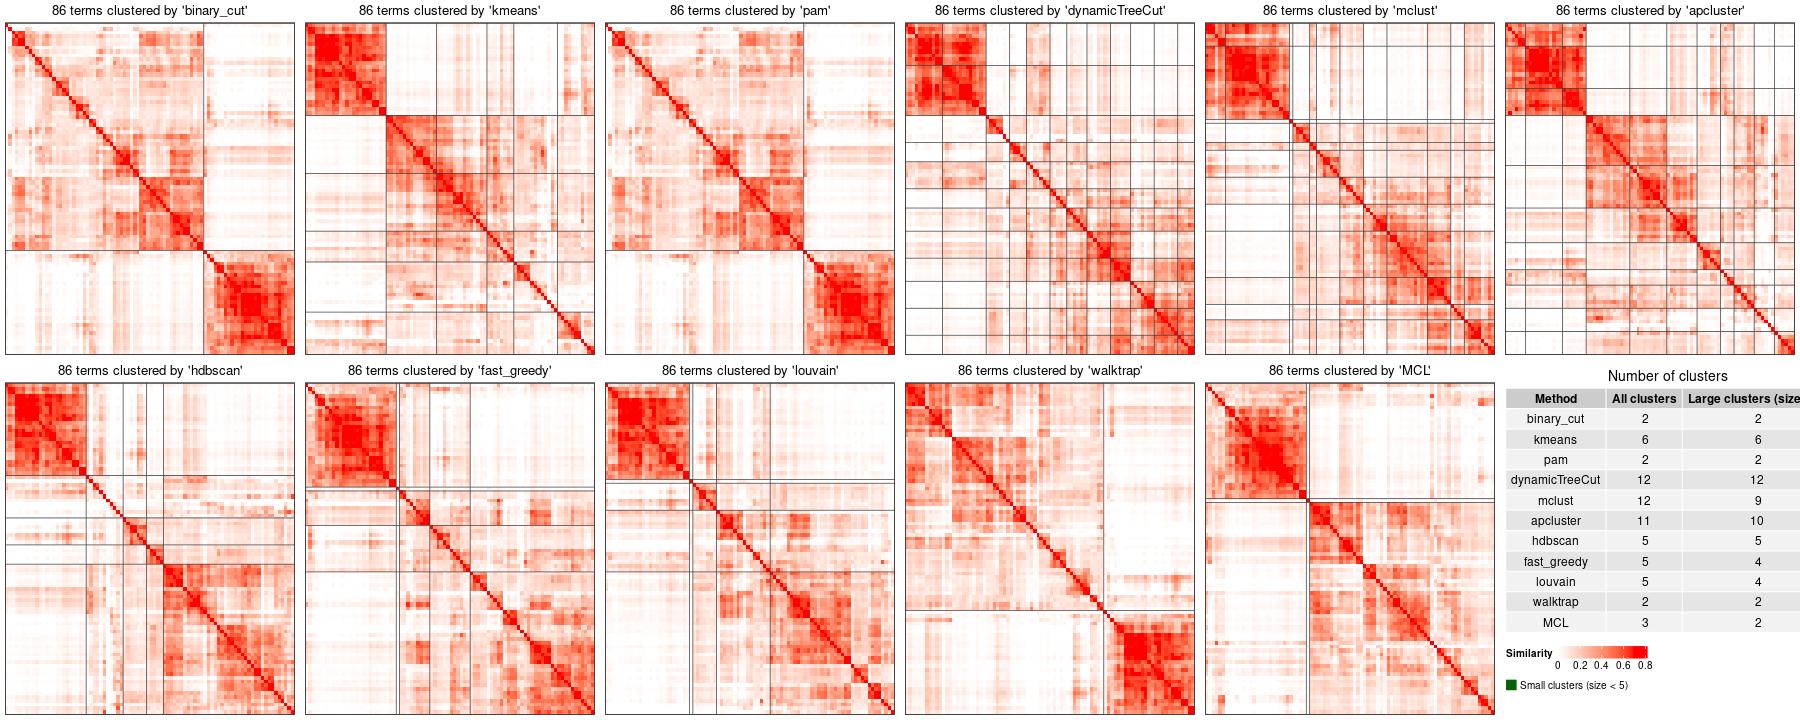 86 terms clustered by 'binary_cut'
86 terms clustered by 'kmeans'
86 terms clustered by 'pam'
86 terms clustered by 'dynamicTreeCut'
86 terms clustered by 'mclust'
86 terms clustered by 'apcluster'
86 terms clustered by 'hdbscan'
86 terms clustered by 'fast_greedy'
86 terms clustered by 'louvain'
86 terms clustered by 'walktrap'
86 terms clustered by 'MCL'
Number of clusters
Method All clusters Large clusters (size
binary_cut 2 2
kmeans 6 6
pam 2 2
dynamicTreeCut 12 12
mclust 12 9
apcluster 11 10
hdbscan 5 5
fast_greedy 5 4
louvain 5 4
walktrap 2 2
MCL 3 2
Similarity
0 0.2 0.4 0.6 0.8
Small clusters (size < 5)